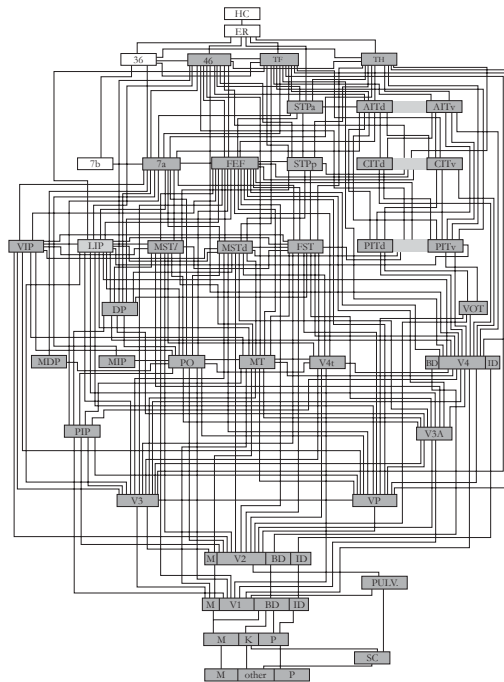 HC
ER
36 46 TF TH
STPa AITd AITv
7b 7a FEF STPp CITd CITv
VIP LIP MSTl MSTd FST PITd PITv
DP VOT
MDP MIP PO MT V4t BD V4 ID
PIP V3A
V3 VP
M V2 BD ID
PULV.
M V1 BD ID
M K P
SC
M other P